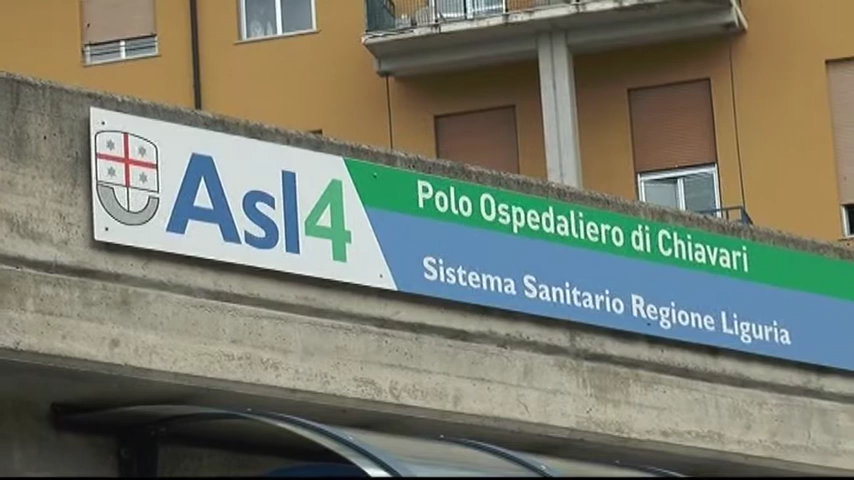 Asl4
Polo Ospedaliero di Chiavari
Sistema Sanitario Regione Liguria